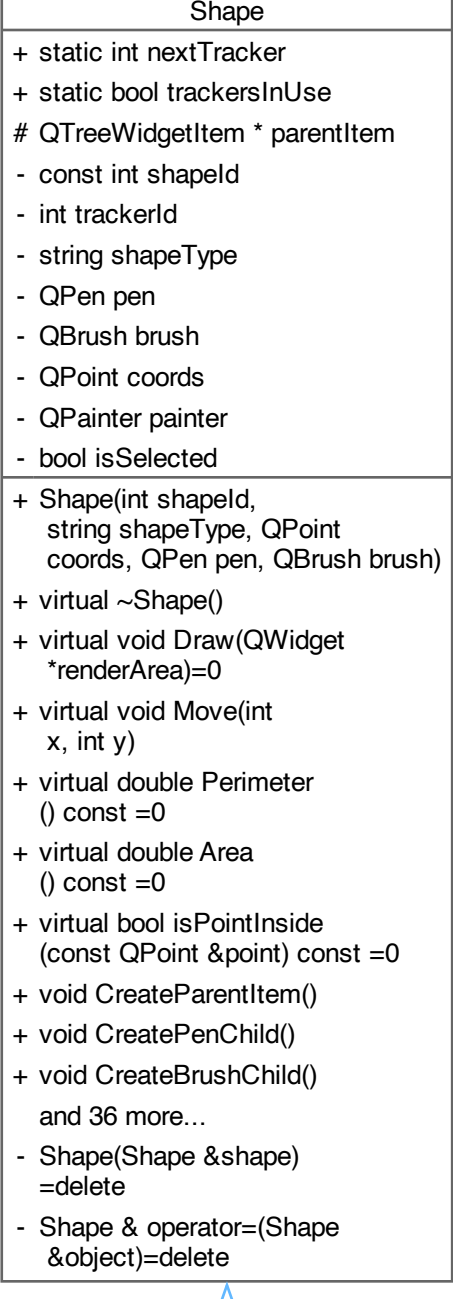 Shape
+ static int nextTracker
+ static bool trackersInUse
# QTreeWidgetItem * parentItem
- const int shapeId
- int trackerId
- string shapeType
- QPen pen
- QBrush brush
- QPoint coords
- QPainter painter
- bool isSelected
+ Shape(int shapeId,
string shapeType, QPoint
coords, QPen pen, QBrush brush)
+ virtual ~Shape()
+ virtual void Draw(QWidget
*renderArea)=0
+ virtual void Move(int
x, int y)
+ virtual double Perimeter
() const =0
+ virtual double Area
() const =0
+ virtual bool isPointInside
(const QPoint &point) const =0
+ void CreateParentItem()
+ void CreatePenChild()
+ void CreateBrushChild()
and 36 more...
- Shape(Shape &shape)
=delete
- Shape & operator=(Shape
&object)=delete